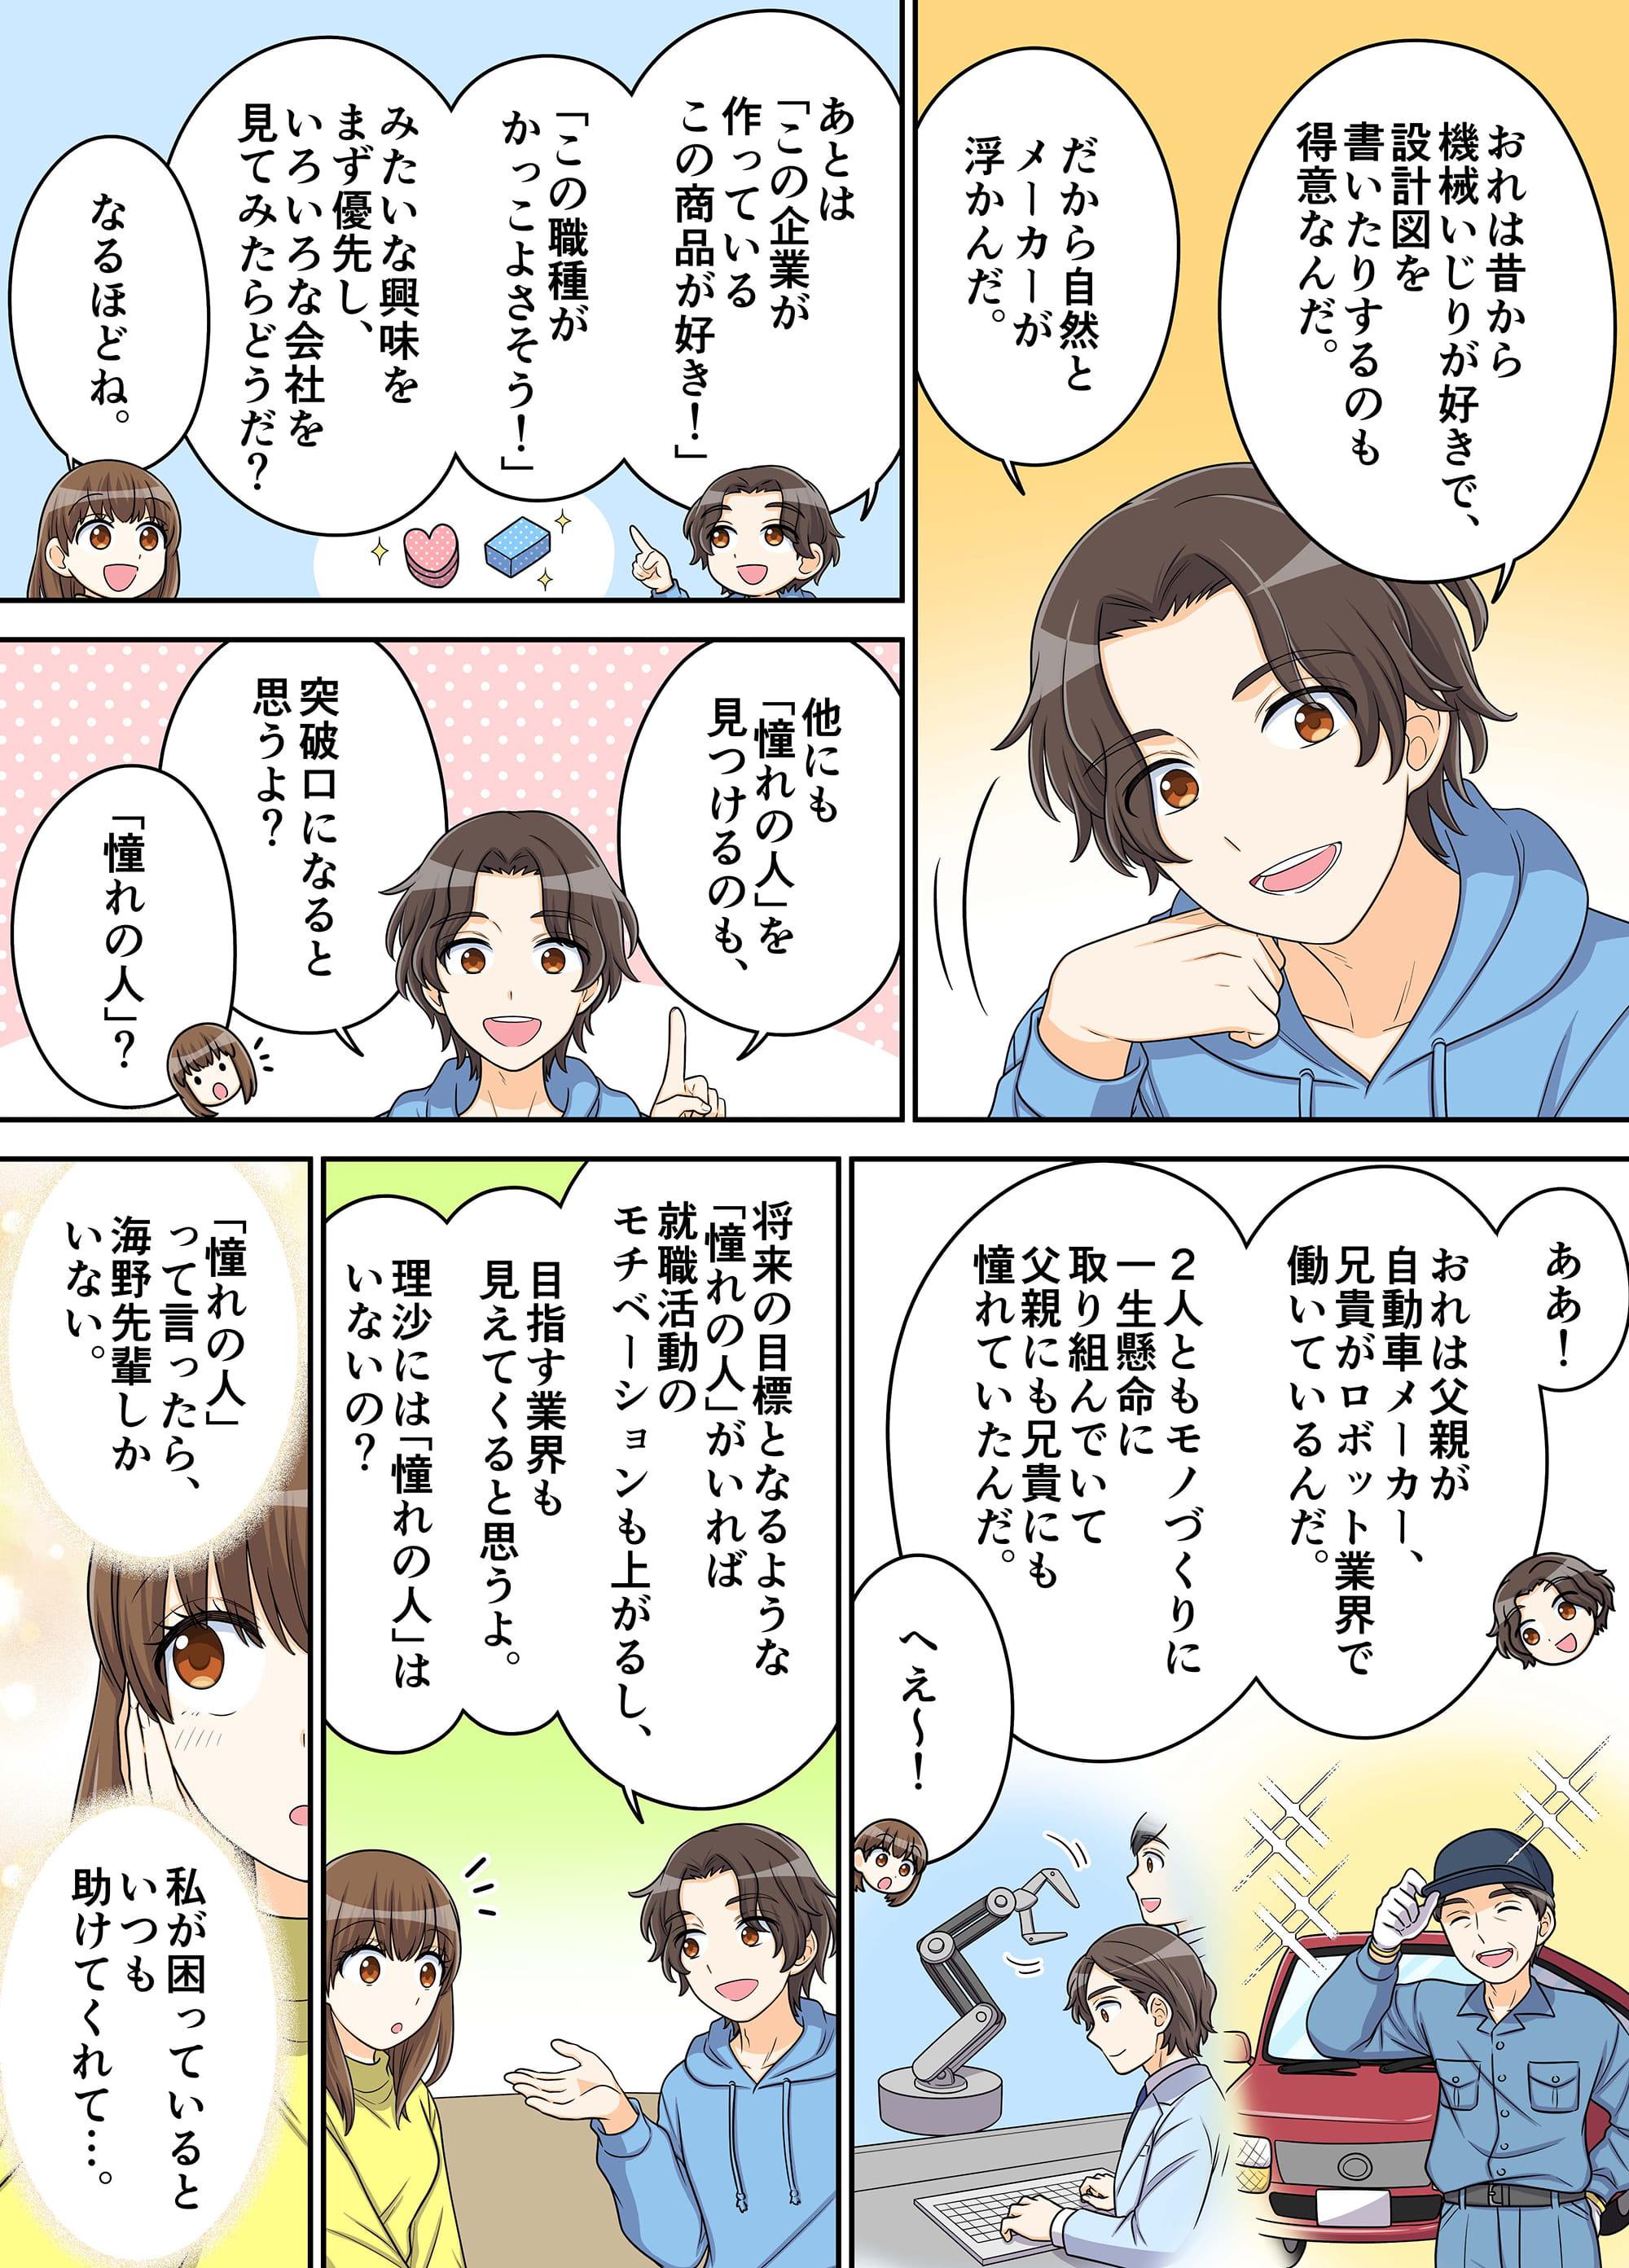 おれは昔から
機械いじりが好きで、
設計図を
書いたりするのも
得意なんだ。
だから自然と
メーカーが
浮かんだ。
あとは
「この企業が
作っている
この商品が好き！」
「この職種が
かっこよさそう！」
みたいな興味を
まず優先し、
いろいろな会社を
見てみたらどうだ？
なるほどね。
他にも
「憧れの人」を
見つけるのも、
突破口になると
思うよ？
「憧れの人」？
ああ！
おれは父親が
自動車メーカー、
兄貴がロボット業界で
働いているんだ。
２人ともモノづくりに
一生懸命に
取り組んでいて
父親にも兄貴にも
憧れていたんだ。
へえ〜！
将来の目標となるような
「憧れの人」がいれば
就職活動の
モチベーションも上がるし、
目指す業界も
見えてくると思うよ。
理沙には「憧れの人」は
いないの？
「憧れの人」
って言ったら、
海野先輩しか
いない。
私が困っていると
いつも
助けてくれて…。